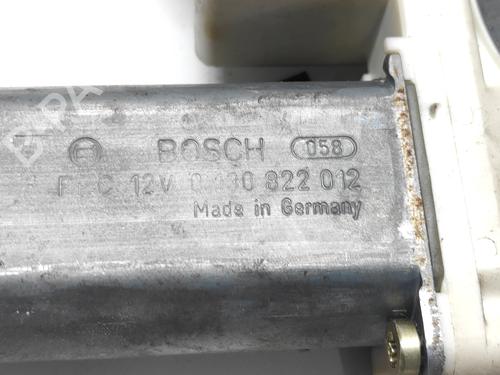 BOSCH 058
F C 12V 0 130 822 012
Made in Germany